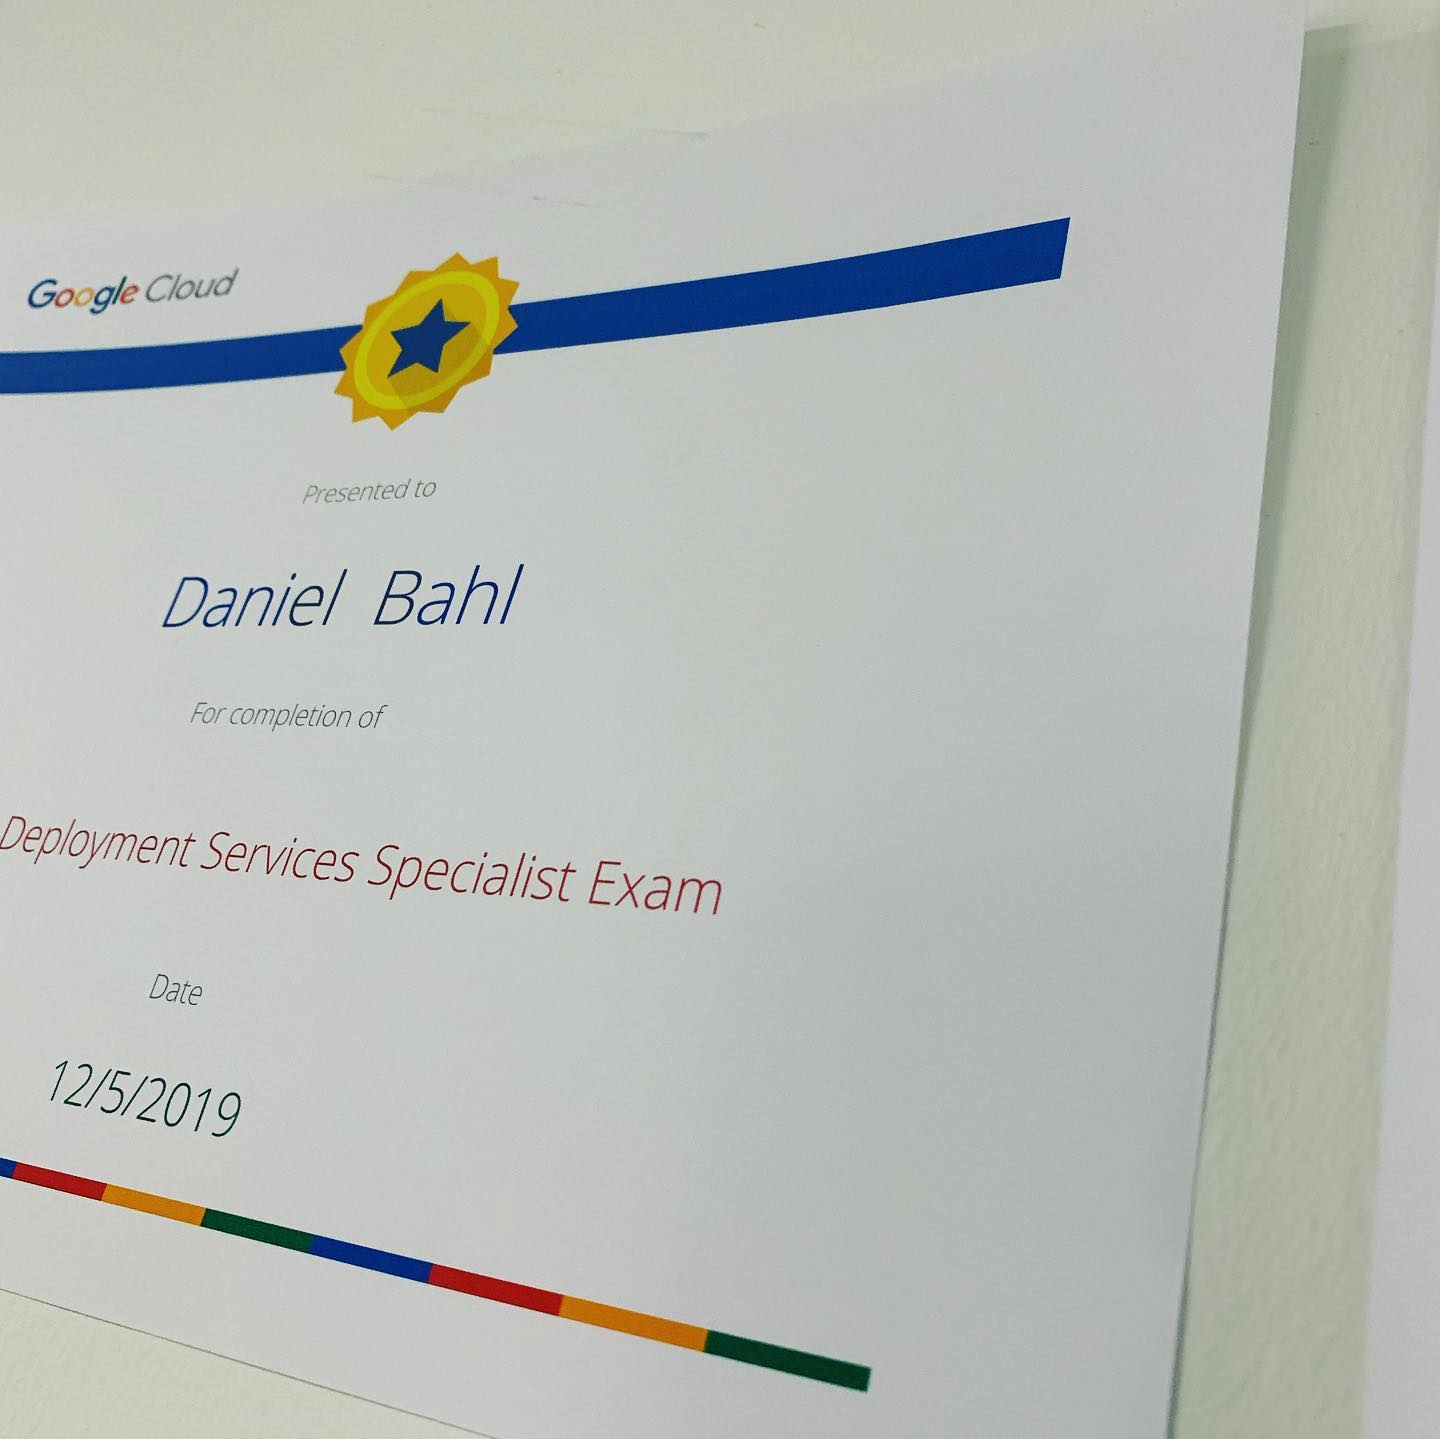 Google Cloud
Presented to
Daniel Bahl
For completion of
Deployment Services Specialist Exam
Date
12/5/2019